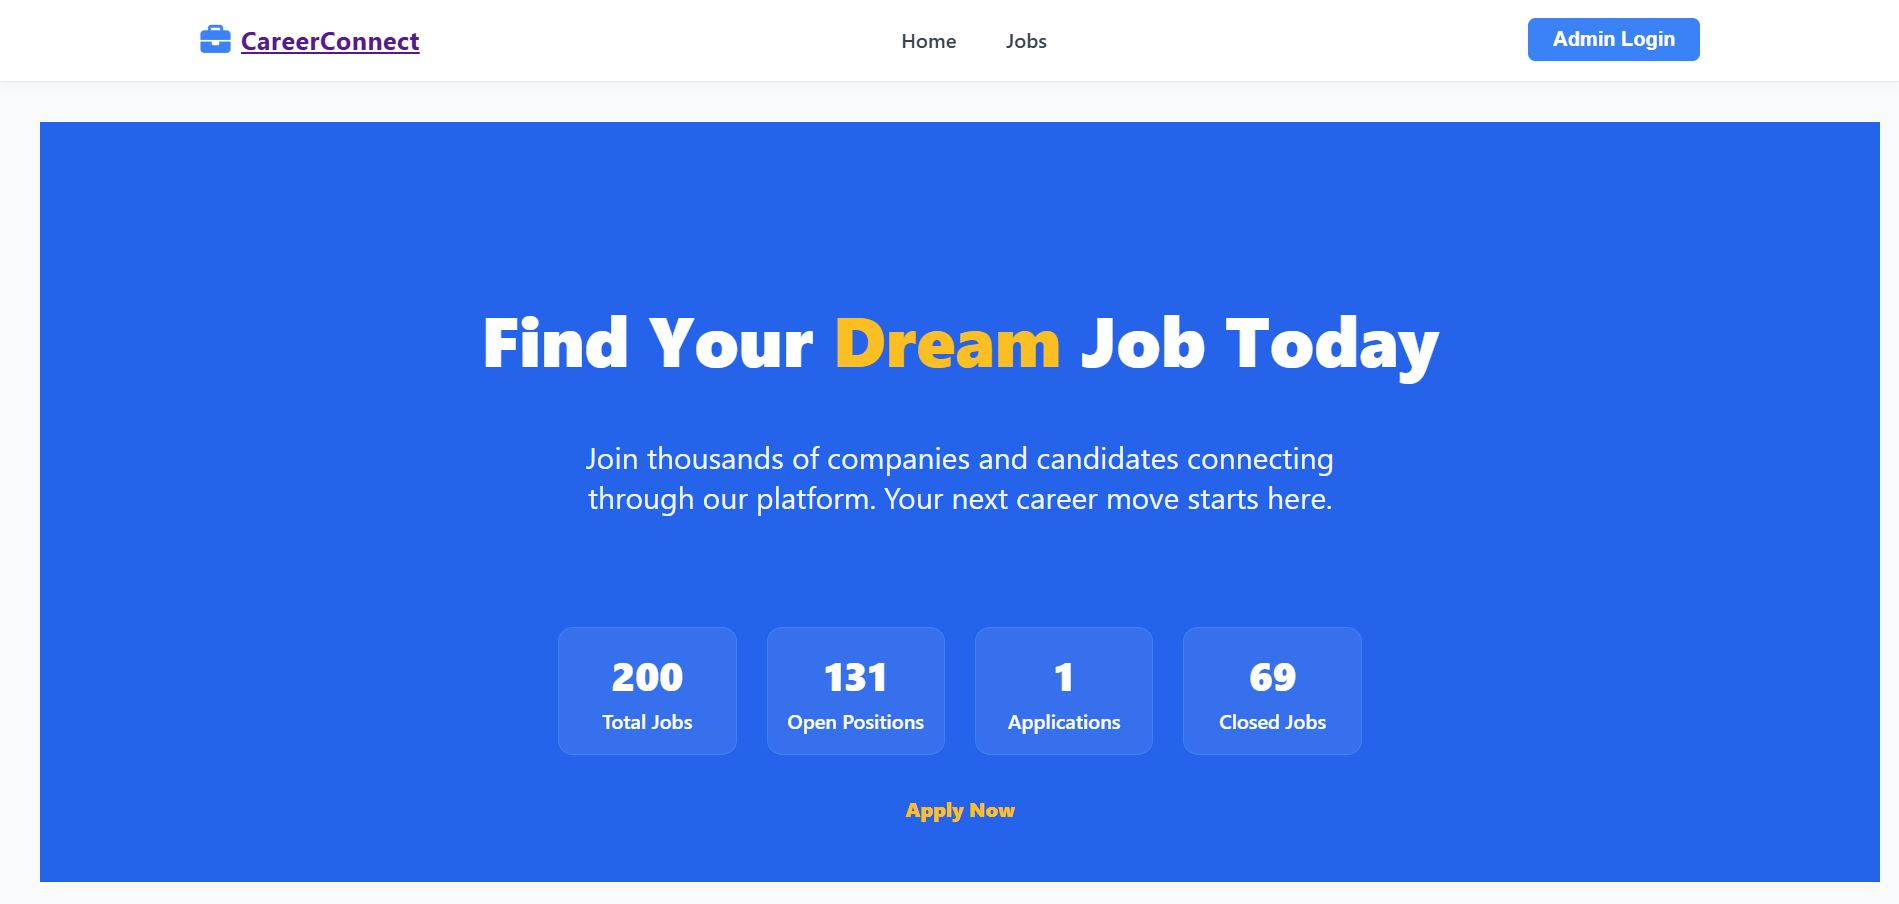 CareerConnect
Home
Jobs
Admin Login
Find Your Dream Job Today
Join thousands of companies and candidates connecting
through our platform. Your next career move starts here.
200
Total Jobs
131
Open Positions
1
Applications
69
Closed Jobs
Apply Now